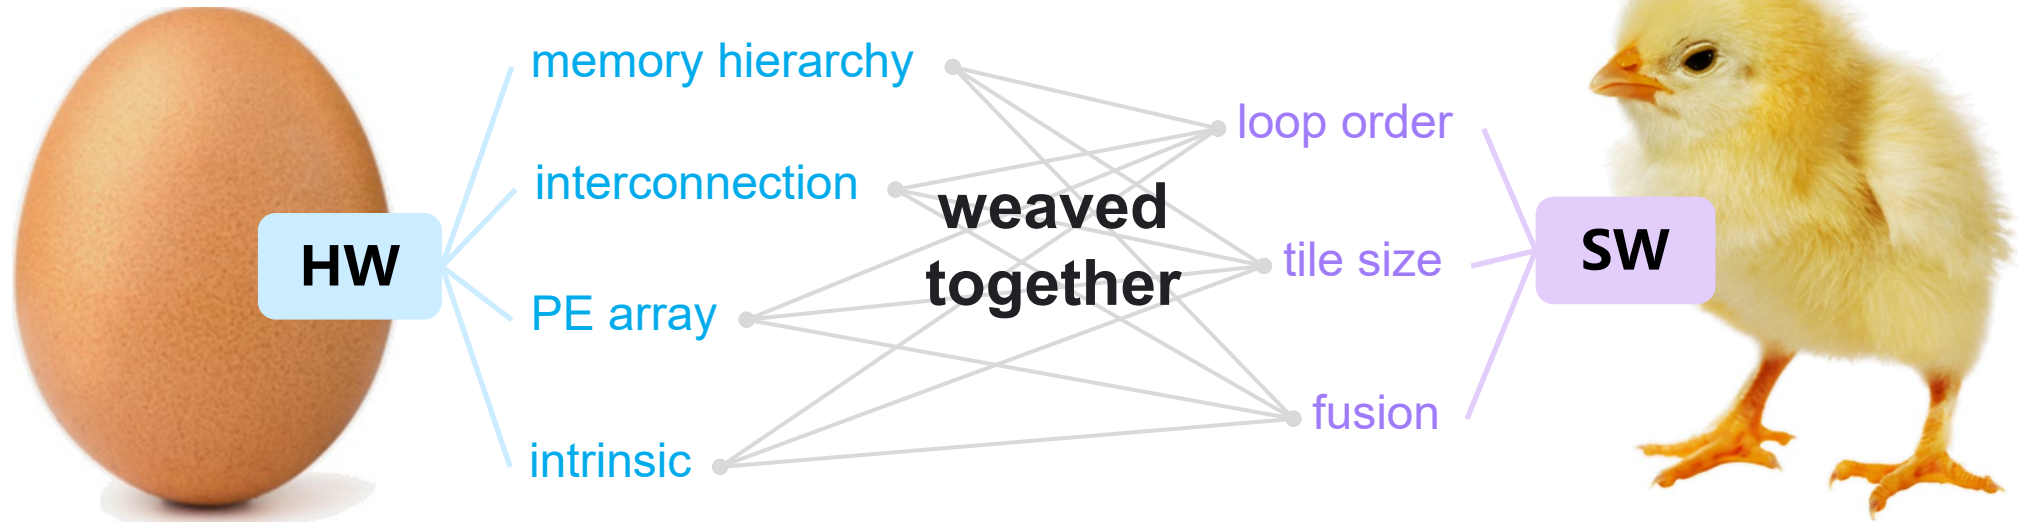 HW
memory hierarchy
interconnection
PE array
intrinsic
weaved
together
loop order
tile size
fusion
SW